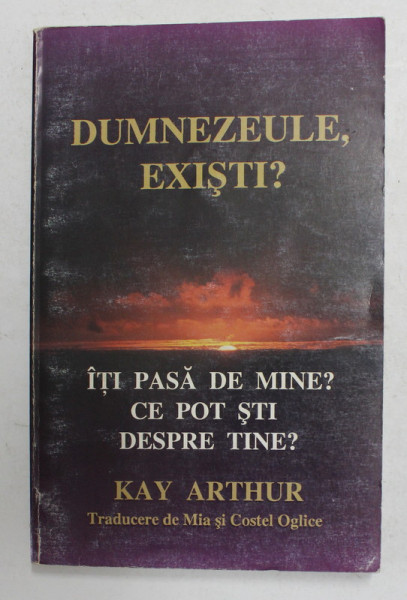 DUMNEZEULE,
EXIŞTI?
ÎŢI PASĂ DE MINE?
CE POT ŞTI
DESPRE TINE?
KAY ARTHUR
Traducere de Mia şi Costel Oglice